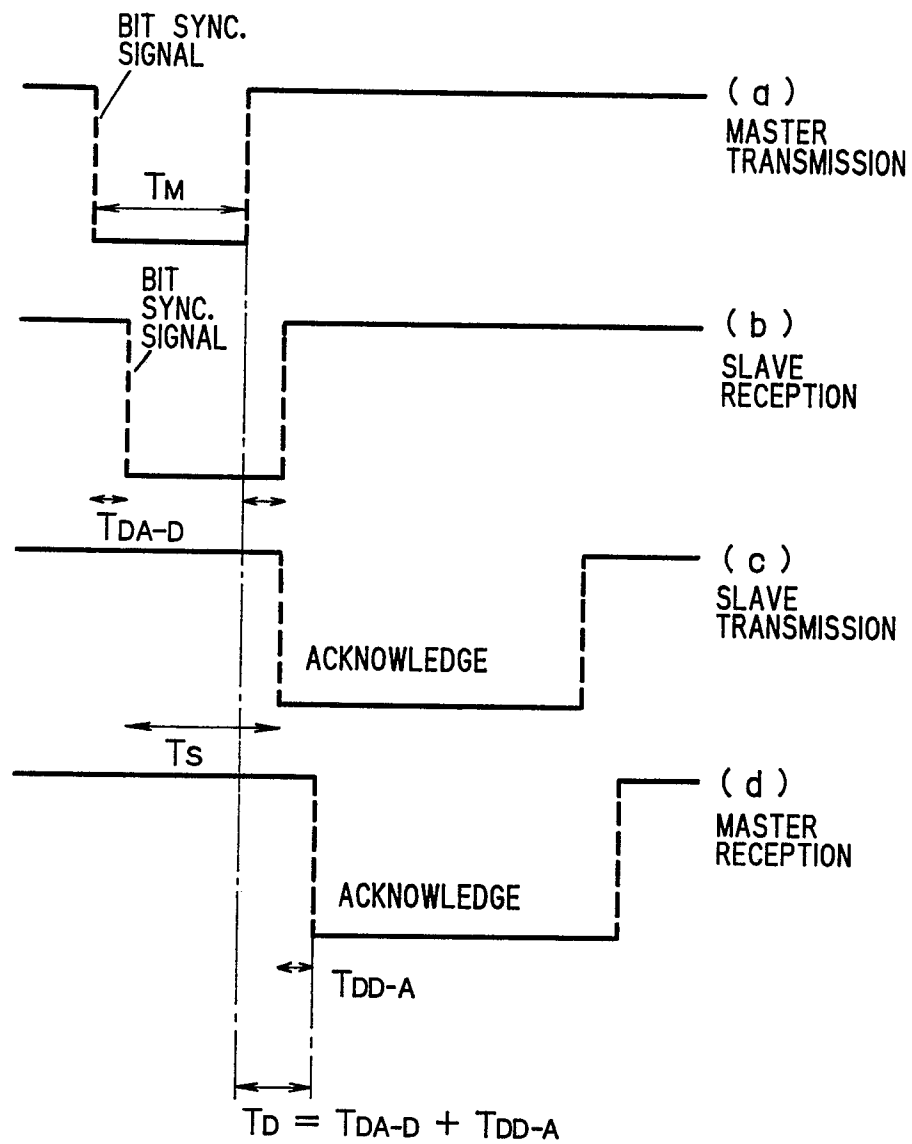 BIT SYNC.
SIGNAL
(a)
MASTER
TRANSMISSION
TM
BIT
SYNC.
SIGNAL
(b)
SLAVE
RECEPTION
TDA-D
(c)
SLAVE
TRANSMISSION
ACKNOWLEDGE
TS
(d)
MASTER
RECEPTION
ACKNOWLEDGE
TDD-A
TD = TDA-D + TDD-A